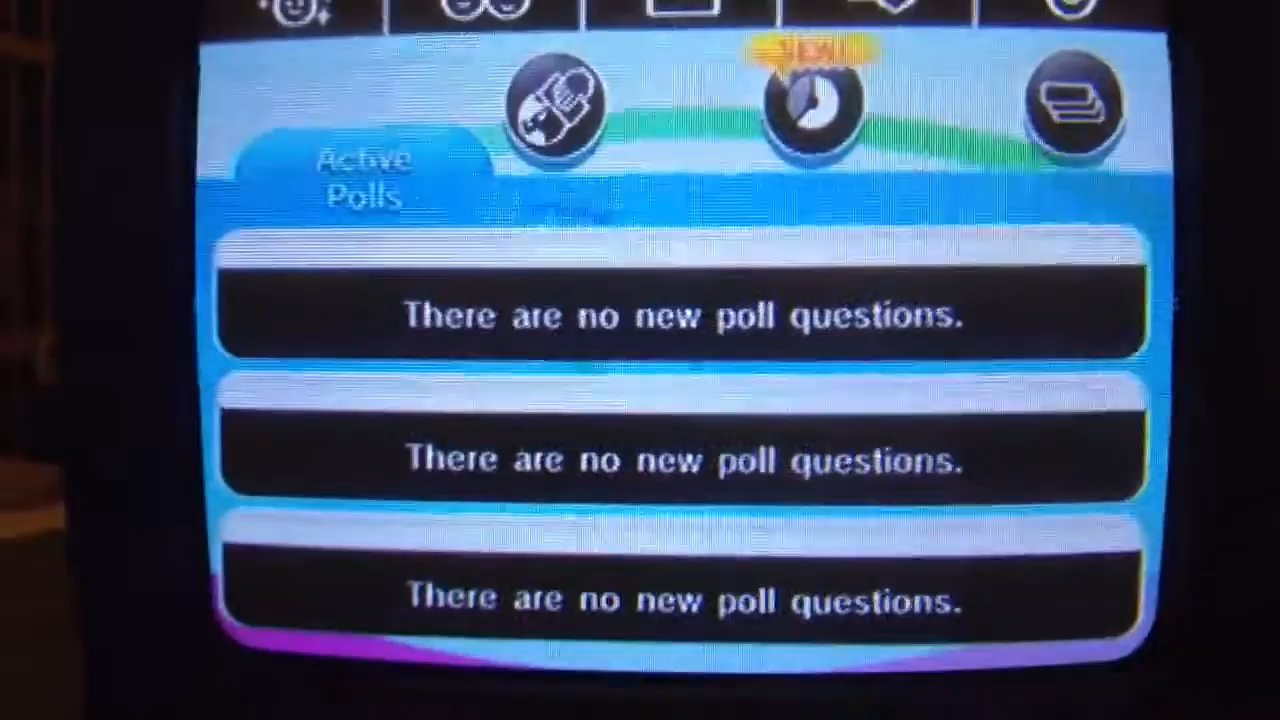 NEW!
Active
Polls
There are no new poll questions.
There are no new poll questions.
There are no new poll questions.